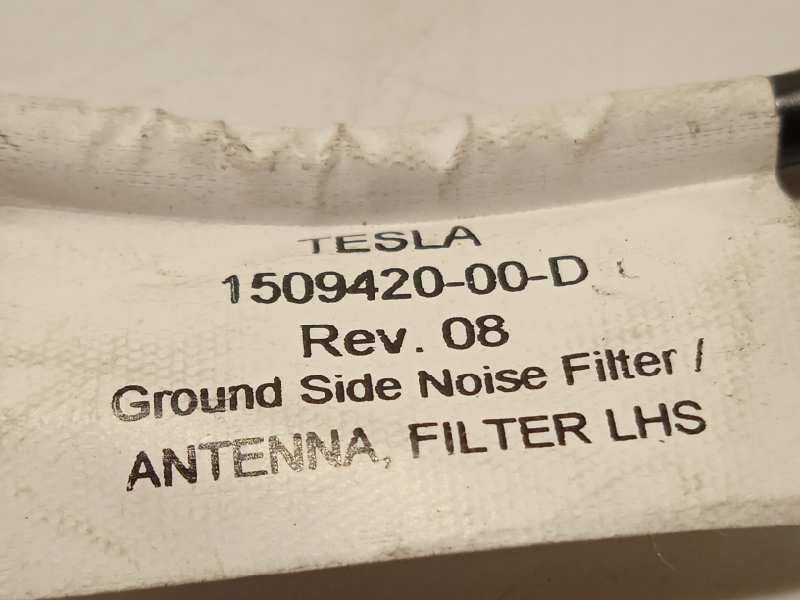 TESLA
1509420-00-D
Rev. 08
Ground Side Noise Filter /
ANTENNA, FILTER LHS